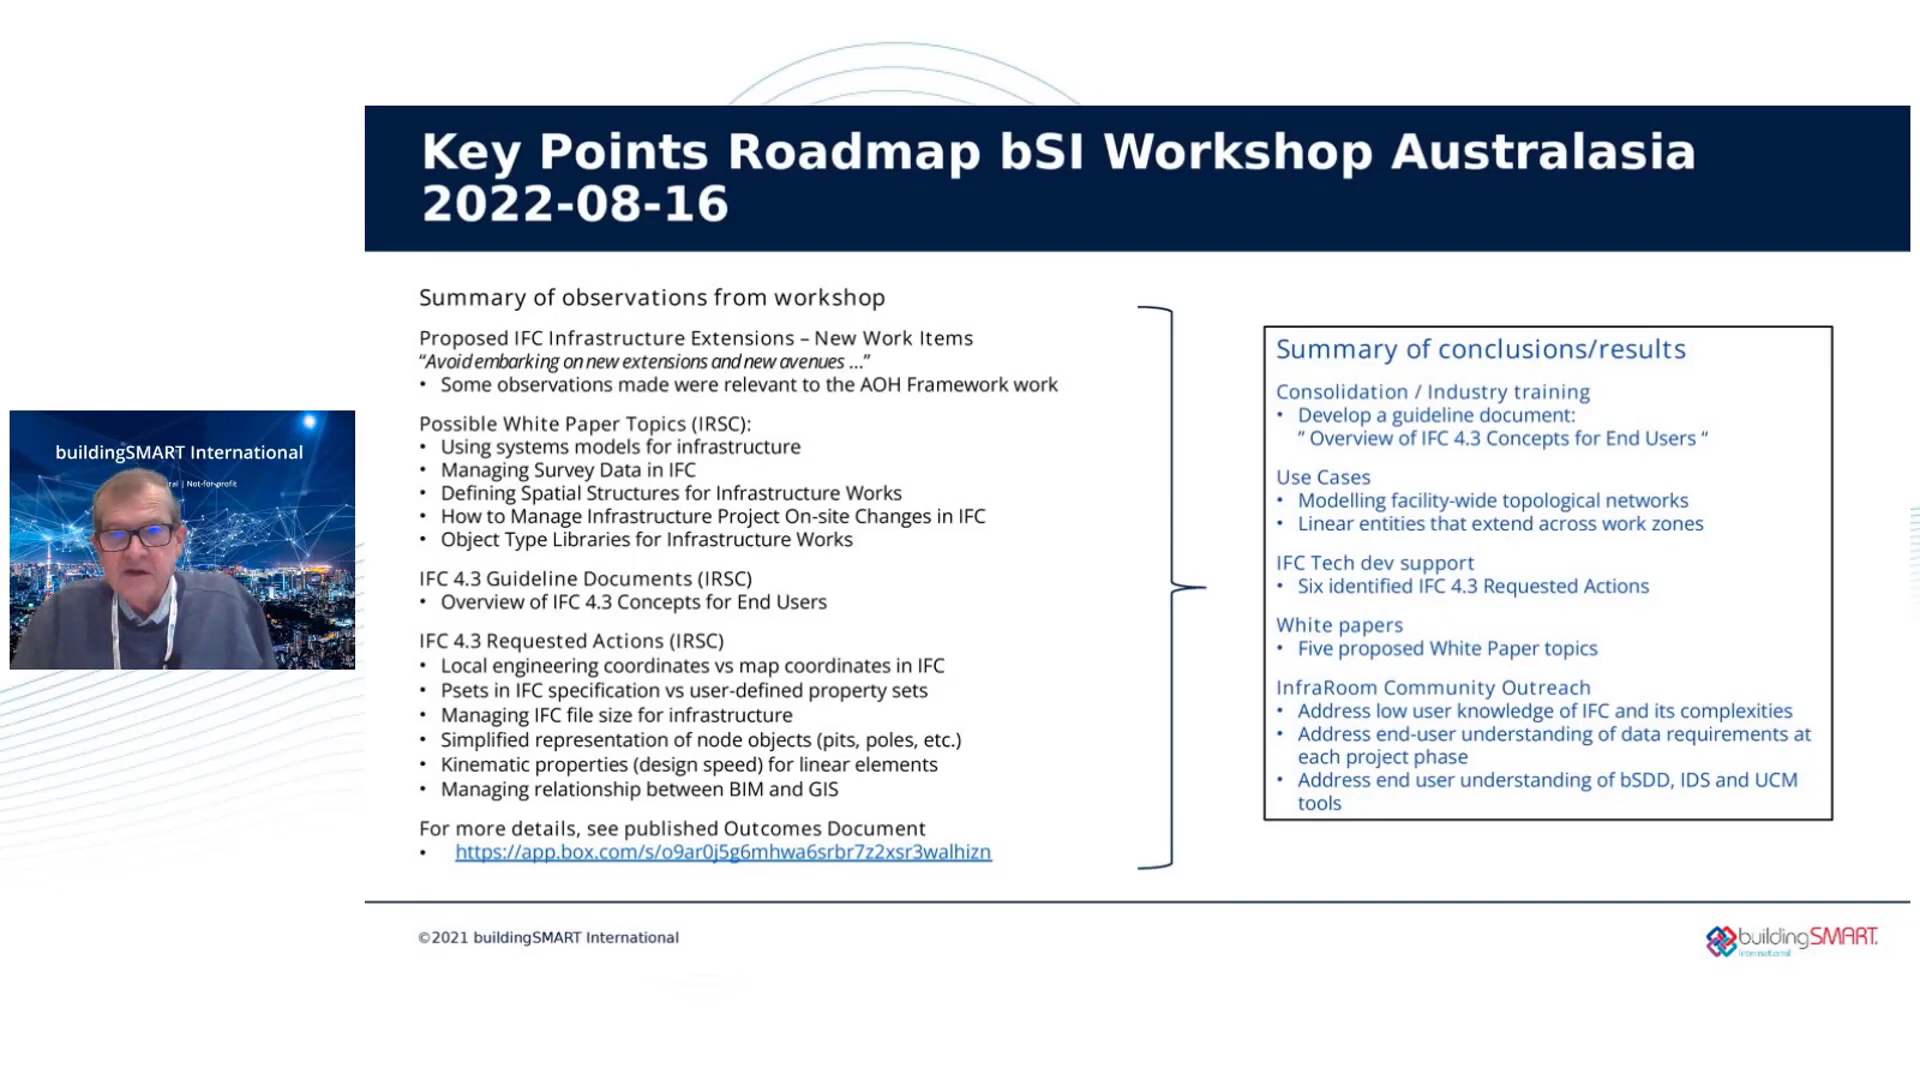 Key Points Roadmap bSI Workshop Australasia
2022-08-16
Summary of observations from workshop
Proposed IFC Infrastructure Extensions – New Work Items
“Avoid embarking on new extensions and new avenues ...”
• Some observations made were relevant to the AOH Framework work
Possible White Paper Topics (IRSC):
• Using systems models for infrastructure
• Managing Survey Data in IFC
• Defining Spatial Structures for Infrastructure Works
• How to Manage Infrastructure Project On-site Changes in IFC
• Object Type Libraries for Infrastructure Works
IFC 4.3 Guideline Documents (IRSC)
• Overview of IFC 4.3 Concepts for End Users
IFC 4.3 Requested Actions (IRSC)
• Local engineering coordinates vs map coordinates in IFC
• Psets in IFC specification vs user-defined property sets
• Managing IFC file size for infrastructure
• Simplified representation of node objects (pits, poles, etc.)
• Kinematic properties (design speed) for linear elements
• Managing relationship between BIM and GIS
For more details, see published Outcomes Document
• https://app.box.com/s/o9ar0j5g6mhwa6srbr7z2xsr3walhizn
Summary of conclusions/results
Consolidation / Industry training
• Develop a guideline document:
” Overview of IFC 4.3 Concepts for End Users “
Use Cases
• Modelling facility-wide topological networks
• Linear entities that extend across work zones
IFC Tech dev support
• Six identified IFC 4.3 Requested Actions
White papers
• Five proposed White Paper topics
InfraRoom Community Outreach
• Address low user knowledge of IFC and its complexities
• Address end-user understanding of data requirements at
each project phase
• Address end user understanding of bSDD, IDS and UCM
tools
buildingSMART International
| Not-for-profit
©2021 buildingSMART International
buildingSMART.
International